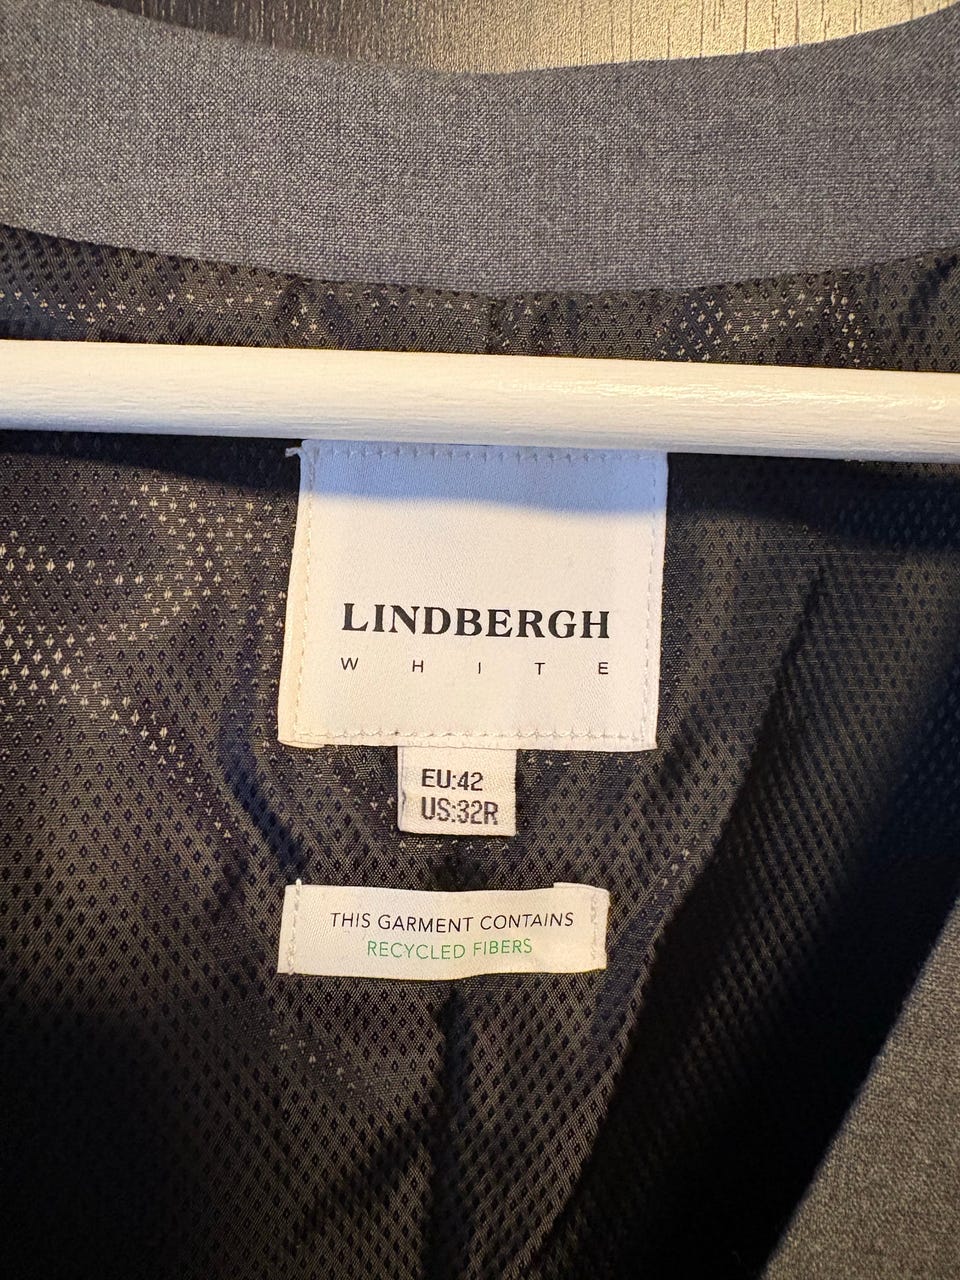 LINDBERGH
WHITE
EU:42
US:32R
THIS GARMENT CONTAINS
RECYCLED FIBERS